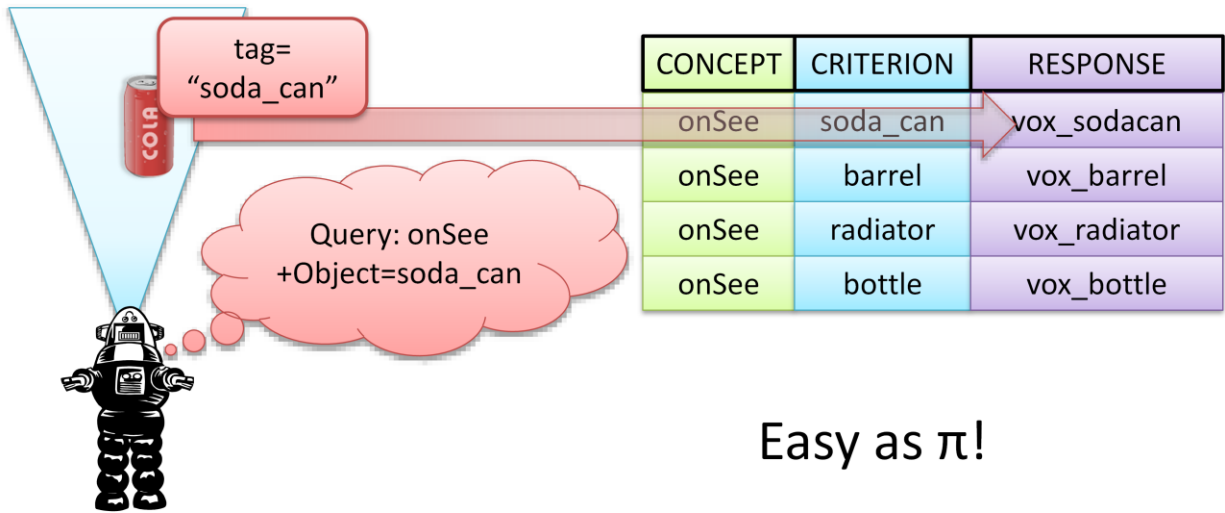 tag=
“soda_can”
COLA
Query: onSee
+Object=soda_can
CONCEPT CRITERION RESPONSE
onSee soda_can vox_sodacan
onSee barrel vox_barrel
onSee radiator vox_radiator
onSee bottle vox_bottle
Easy as π!